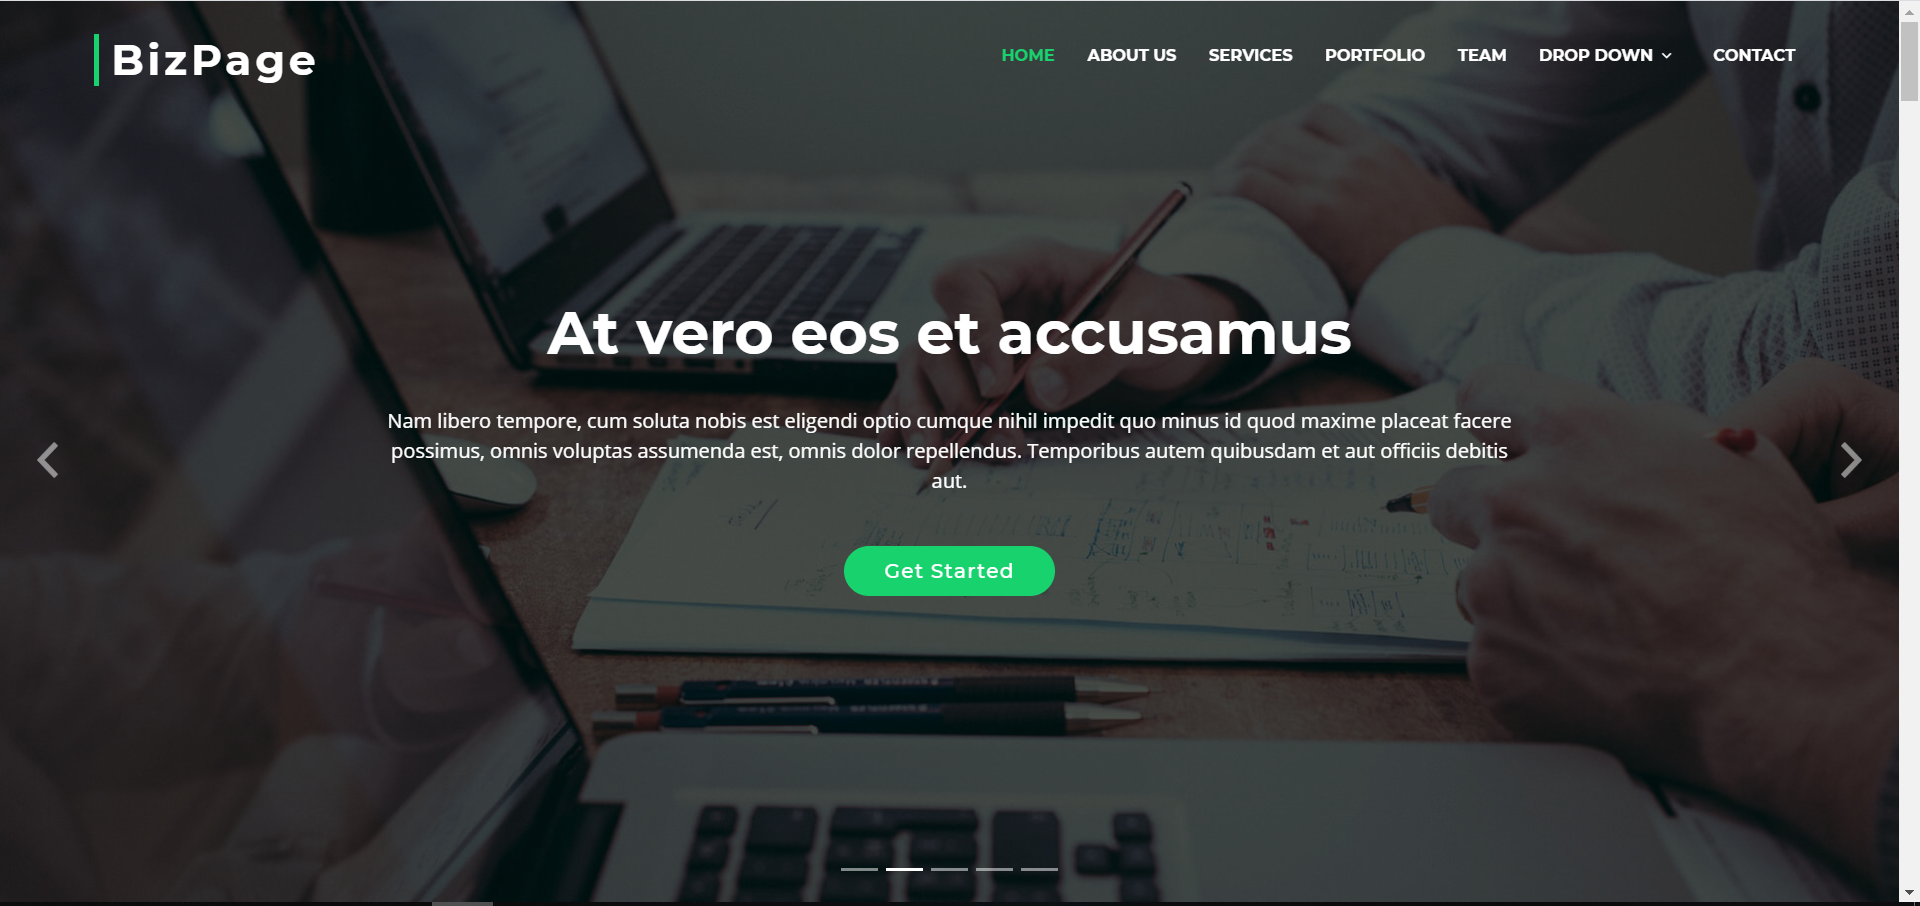 BizPage
HOME ABOUT US SERVICES PORTFOLIO TEAM DROP DOWN CONTACT
At vero eos et accusamus
Nam libero tempore, cum soluta nobis est eligendi optio cumque nihil impedit quo minus id quod maxime placeat facere
possimus, omnis voluptas assumenda est, omnis dolor repellendus. Temporibus autem quibusdam et aut officiis debitis
aut.
Get Started